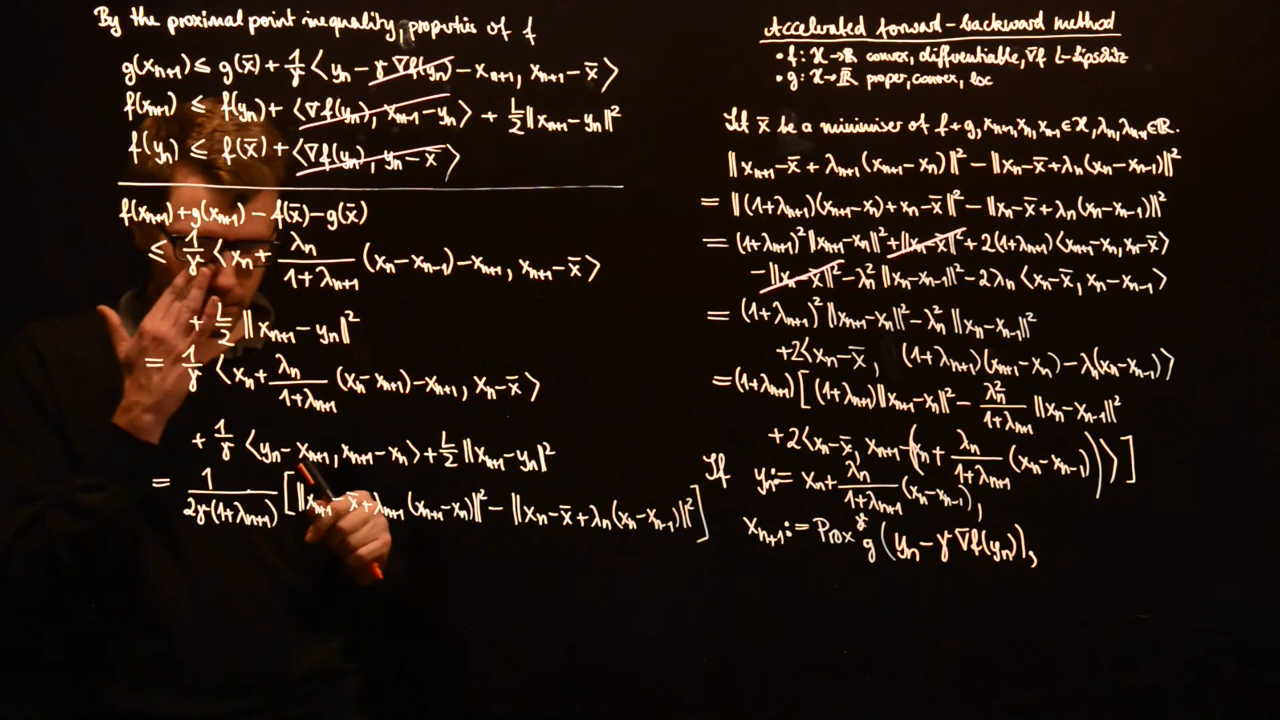 By the proximal point inequality, properties of f
g(xₙ₊₁) ≤ g(x̄) + 1/γ ⟨yₙ − γ∇f(yₙ) − xₙ₊₁, xₙ₊₁ − x̄⟩
f(xₙ₊₁) ≤ f(yₙ) + ⟨∇f(yₙ), xₙ₊₁ − yₙ⟩ + L/2 ‖xₙ₊₁ − yₙ‖²
f(yₙ) ≤ f(x̄) + ⟨∇f(yₙ), yₙ − x̄⟩
f(xₙ₊₁) + g(xₙ₊₁) − f(x̄) − g(x̄)
≤ 1/γ ⟨xₙ + λₙ/(1+λₙ₊₁) (xₙ − xₙ₋₁) − xₙ₊₁, xₙ₊₁ − x̄⟩
+ L/2 ‖xₙ₊₁ − yₙ‖²
= 1/γ ⟨xₙ + λₙ/(1+λₙ₊₁) (xₙ − xₙ₊₁) − xₙ₊₁, xₙ − x̄⟩
+ 1/γ ⟨yₙ − xₙ₊₁, xₙ₊₁ − xₙ⟩ + L/2 ‖xₙ₊₁ − yₙ‖²
= 1/(2γ(1+λₙ₊₁)) [‖xₙ₊₁ − x̄ + λₙ₊₁(xₙ₊₁ − xₙ)‖² − ‖xₙ − x̄ + λₙ(xₙ − xₙ₋₁)‖²]
Accelerated forward-backward method
• f: ℋ → ℝ convex, differentiable, ∇f L-Lipschitz
• g: ℋ → ℝ̄ proper, convex, lsc
Let x̄ be a minimiser of f+g, xₙ₊₁, xₙ, xₙ₋₁ ∈ ℋ, λₙ, λₙ₊₁ ∈ ℝ.
‖xₙ₊₁ − x̄ + λₙ₊₁(xₙ₊₁ − xₙ)‖² − ‖xₙ − x̄ + λₙ(xₙ − xₙ₋₁)‖²
= ‖(1+λₙ₊₁)(xₙ₊₁ − xₙ) + xₙ − x̄‖² − ‖xₙ − x̄ + λₙ(xₙ − xₙ₋₁)‖²
= (1+λₙ₊₁)² ‖xₙ₊₁ − xₙ‖² + ‖xₙ − x̄‖² + 2(1+λₙ₊₁)⟨xₙ₊₁ − xₙ, xₙ − x̄⟩
− ‖xₙ − x̄‖² − λₙ² ‖xₙ − xₙ₋₁‖² − 2λₙ ⟨xₙ − x̄, xₙ − xₙ₋₁⟩
= (1+λₙ₊₁)² ‖xₙ₊₁ − xₙ‖² − λₙ² ‖xₙ − xₙ₋₁‖²
+ 2⟨xₙ − x̄, (1+λₙ₊₁)(xₙ₊₁ − xₙ) − λₙ(xₙ − xₙ₋₁)⟩
= (1+λₙ₊₁) [(1+λₙ₊₁)‖xₙ₊₁ − xₙ‖² − λₙ²/(1+λₙ₊₁) ‖xₙ − xₙ₋₁‖²
+ 2⟨xₙ − x̄, xₙ₊₁ − (xₙ + λₙ/(1+λₙ₊₁) (xₙ − xₙ₋₁))⟩]
If yₙ := xₙ + λₙ/(1+λₙ₊₁) (xₙ − xₙ₋₁),
xₙ₊₁ := Prox^γ_g (yₙ − γ∇f(yₙ)),